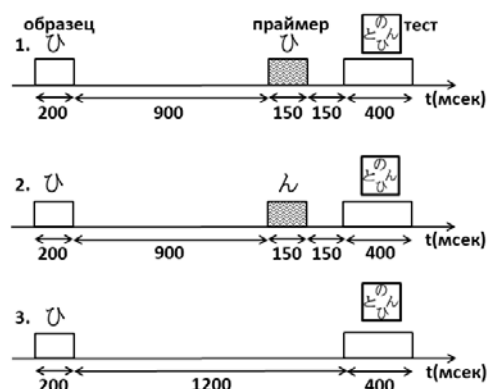 образец праймер тест
1. ひ ひ の と ん ひ
t(мсек)
200 900 150 150 400
2. ひ ん の と ん ひ
t(мсек)
200 900 150 150 400
3. ひ の と ん ひ
t(мсек)
200 1200 400